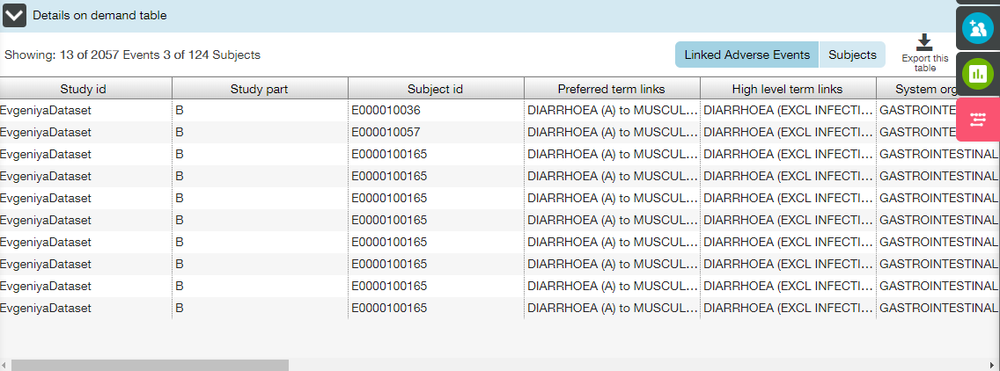 Details on demand table
Showing: 13 of 2057 Events 3 of 124 Subjects
Linked Adverse Events Subjects
Export this
table
Study id Study part Subject id Preferred term links High level term links System org
EvgeniyaDataset B E000010036 DIARRHOEA (A) to MUSCUL... DIARRHOEA (EXCL INFECTI... GASTROINTE
EvgeniyaDataset B E000010057 DIARRHOEA (A) to MUSCUL... DIARRHOEA (EXCL INFECTI... GASTROINTE
EvgeniyaDataset B E0000100165 DIARRHOEA (A) to MUSCUL... DIARRHOEA (EXCL INFECTI... GASTROINTESTINAL
EvgeniyaDataset B E0000100165 DIARRHOEA (A) to MUSCUL... DIARRHOEA (EXCL INFECTI... GASTROINTESTINAL
EvgeniyaDataset B E0000100165 DIARRHOEA (A) to MUSCUL... DIARRHOEA (EXCL INFECTI... GASTROINTESTINAL
EvgeniyaDataset B E0000100165 DIARRHOEA (A) to MUSCUL... DIARRHOEA (EXCL INFECTI... GASTROINTESTINAL
EvgeniyaDataset B E0000100165 DIARRHOEA (A) to MUSCUL... DIARRHOEA (EXCL INFECTI... GASTROINTESTINAL
EvgeniyaDataset B E0000100165 DIARRHOEA (A) to MUSCUL... DIARRHOEA (EXCL INFECTI... GASTROINTESTINAL
EvgeniyaDataset B E0000100165 DIARRHOEA (A) to MUSCUL... DIARRHOEA (EXCL INFECTI... GASTROINTESTINAL
EvgeniyaDataset B E0000100165 DIARRHOEA (A) to MUSCUL... DIARRHOEA (EXCL INFECTI... GASTROINTESTINAL